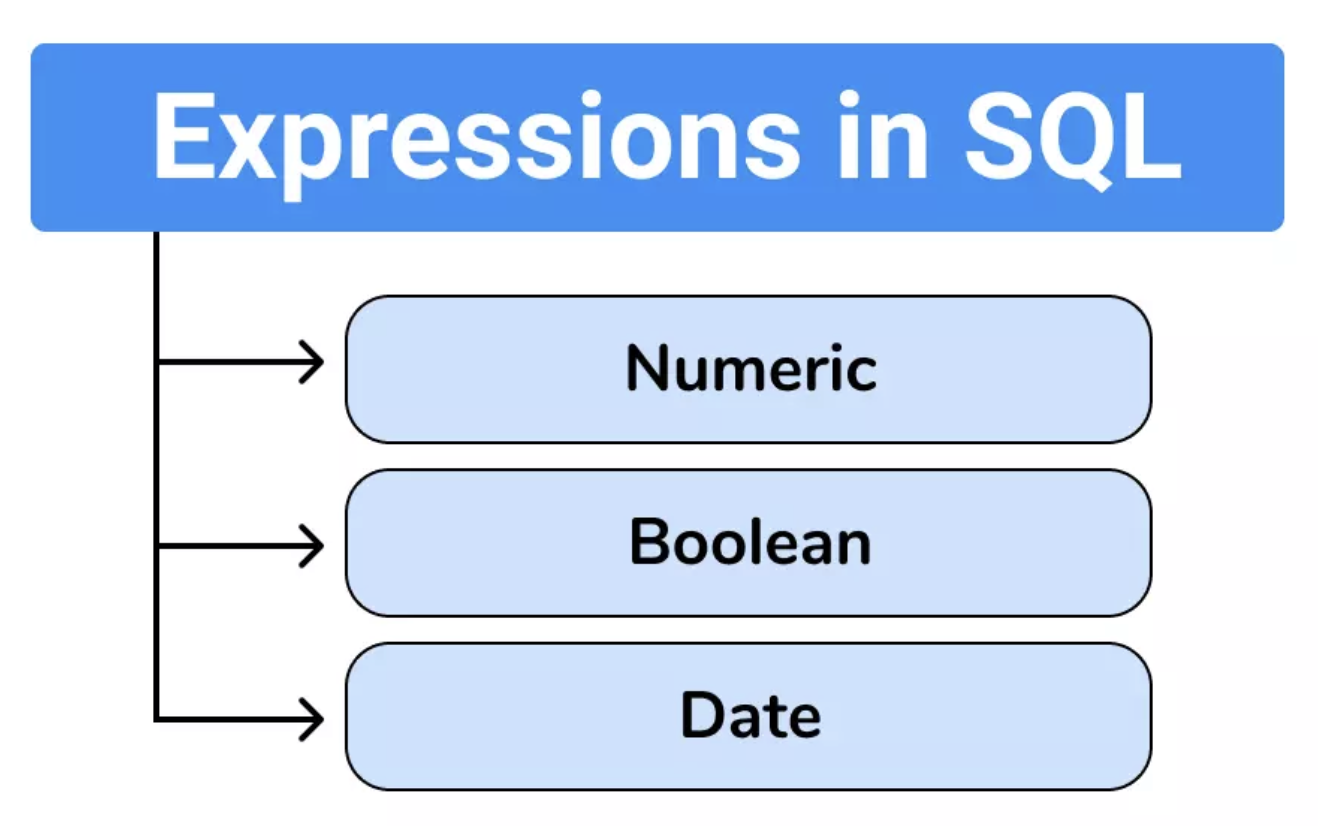 Expressions in SQL
Numeric
Boolean
Date